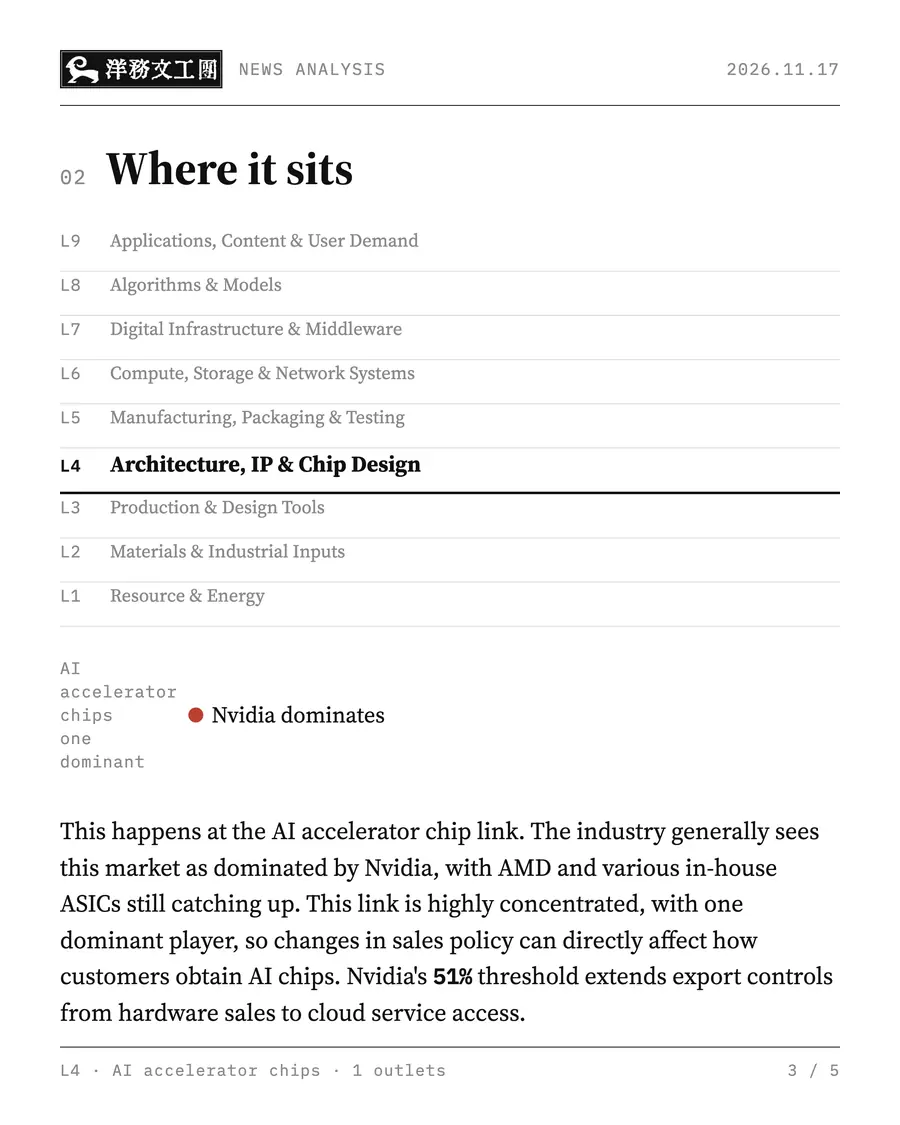 洋務文工團 NEWS ANALYSIS 2026.11.17
02 Where it sits
L9 Applications, Content & User Demand
L8 Algorithms & Models
L7 Digital Infrastructure & Middleware
L6 Compute, Storage & Network Systems
L5 Manufacturing, Packaging & Testing
L4 Architecture, IP & Chip Design
L3 Production & Design Tools
L2 Materials & Industrial Inputs
L1 Resource & Energy
AI
accelerator
chips
one
dominant
Nvidia dominates
This happens at the AI accelerator chip link. The industry generally sees
this market as dominated by Nvidia, with AMD and various in-house
ASICs still catching up. This link is highly concentrated, with one
dominant player, so changes in sales policy can directly affect how
customers obtain AI chips. Nvidia's 51% threshold extends export controls
from hardware sales to cloud service access.
L4 · AI accelerator chips · 1 outlets 3 / 5